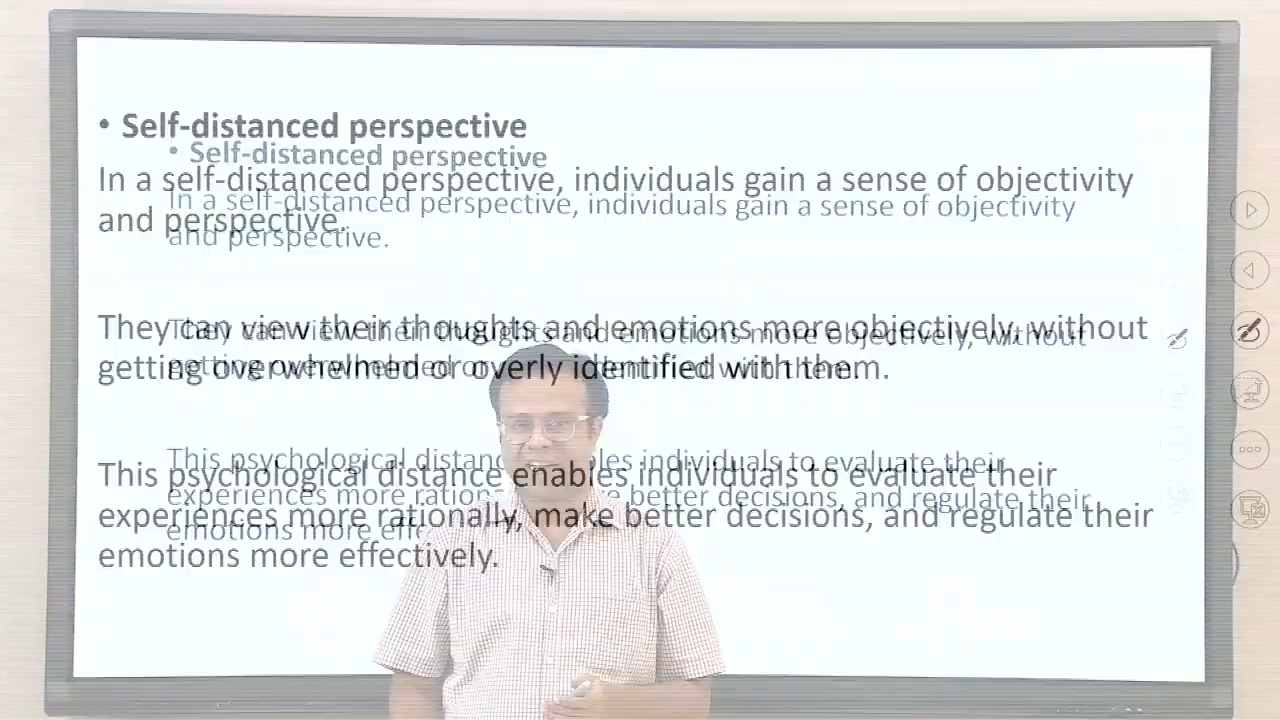 • Self-distanced perspective
In a self-distanced perspective, individuals gain a sense of objectivity
and perspective.
They can view their thoughts and emotions more objectively, without
getting overwhelmed or overly identified with them.
This psychological distance enables individuals to evaluate their
experiences more rationally, make better decisions, and regulate their
emotions more effectively.